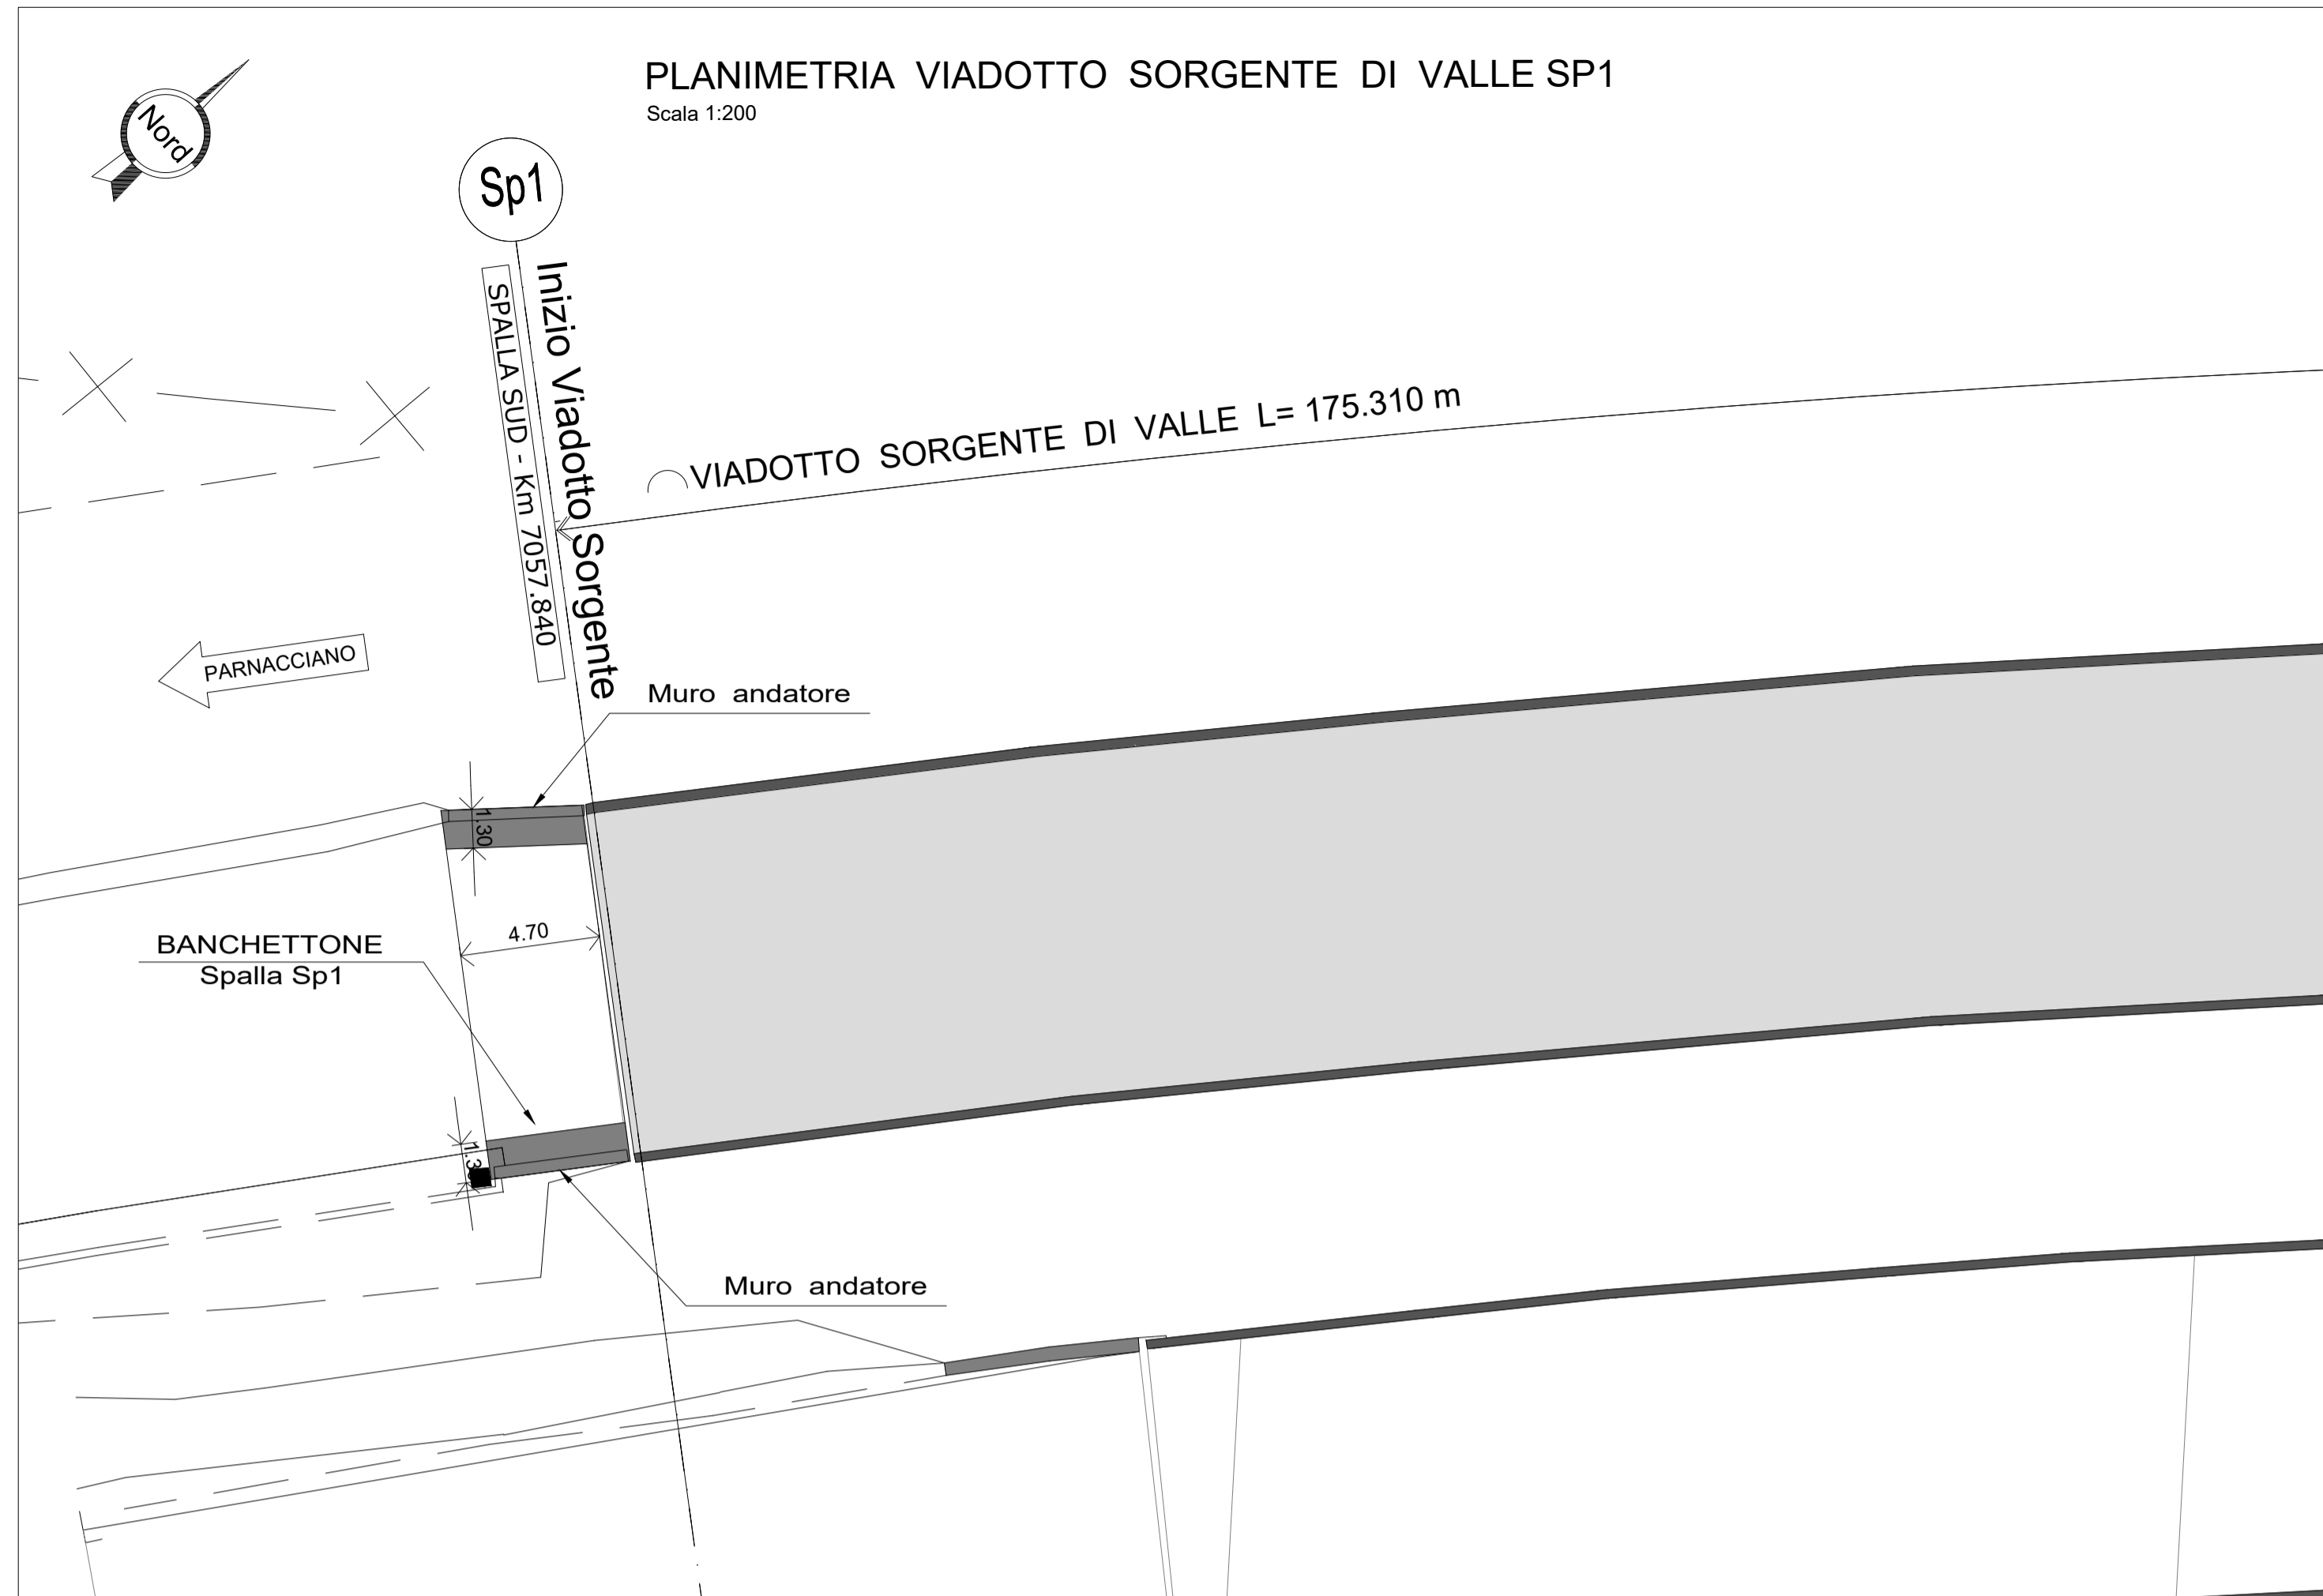 PLANIMETRIA VIADOTTO SORGENTE DI VALLE SP1
Scala 1:200
Nord
Sp1
Inizio Viadotto Sorgente
SPALLA SUD - Km 7057.840
VIADOTTO SORGENTE DI VALLE L= 175.310 m
PARNACCIANO
Muro andatore
1.30
4.70
BANCHETTONE
Spalla Sp1
Muro andatore